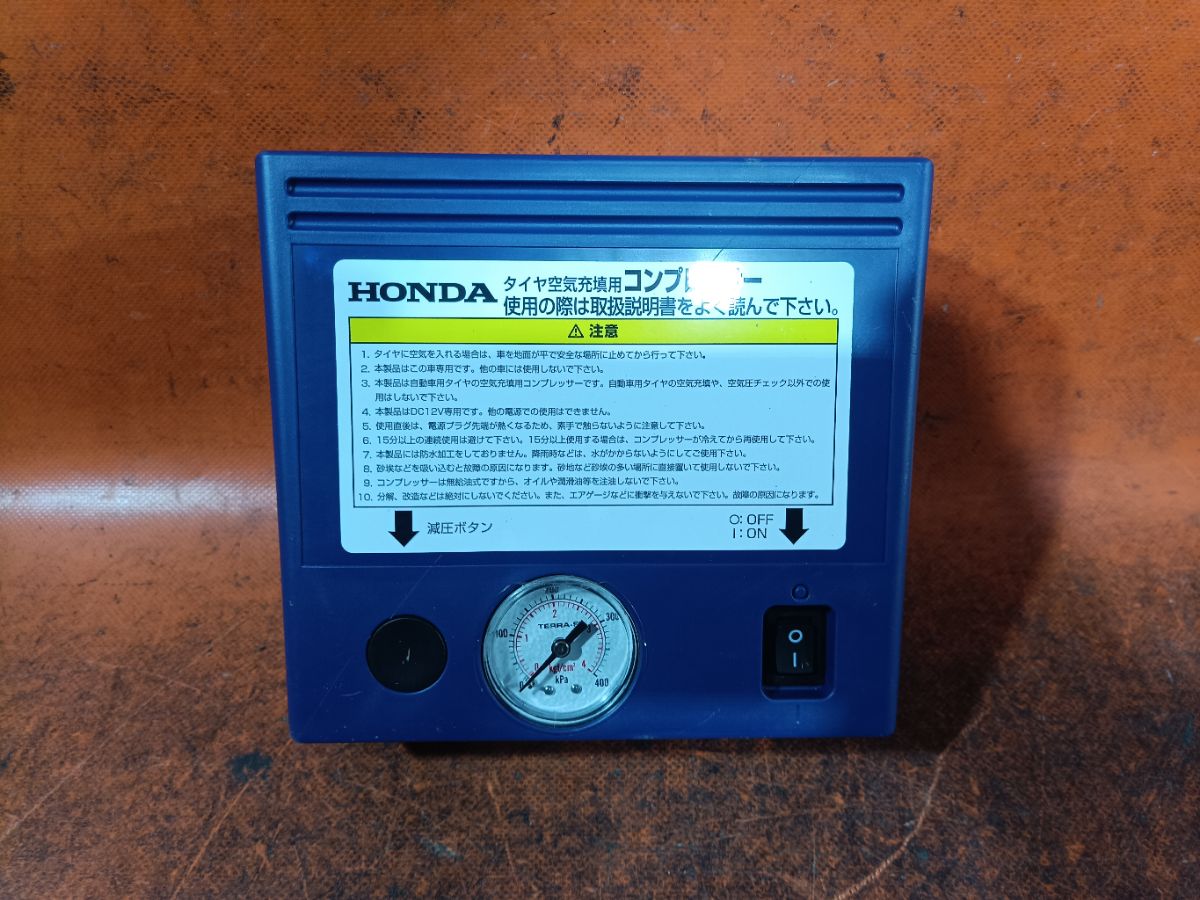 HONDA
タイヤ空気充填用コンプレッサー
使用の際は取扱説明書をよく読んで下さい。
⚠ 注意
1. タイヤに空気を入れる場合は、車を地面が平で安全な場所に止めてから行って下さい。
2. 本製品はこの車専用です。他の車には使用しないで下さい。
3. 本製品は自動車用タイヤの空気充填用コンプレッサーです。自動車用タイヤの空気充填や、空気圧チェック以外での使
用はしないで下さい。
4. 本製品はDC12V専用です。他の電源での使用はできません。
5. 使用直後は、電源プラグ先端が熱くなるため、素手で触らないように注意して下さい。
6. 15分以上の連続使用は避けて下さい。15分以上使用する場合は、コンプレッサーが冷えてから再使用して下さい。
7. 本製品には防水加工をしておりません。降雨時などは、水がかからないようにしてご使用下さい。
8. 砂埃などを吸い込むと故障の原因になります。砂地など砂埃の多い場所に直接置いて使用しないで下さい。
9. コンプレッサーは無給油式ですから、オイルや潤滑油等を注油しないで下さい。
10. 分解、改造などは絶対にしないでください。また、エアゲージなどに衝撃を与えないで下さい。故障の原因になります。
減圧ボタン
O: OFF
I: ON
200
100 2 300
1 3
0 kgf/cm² 4
0 kPa 400